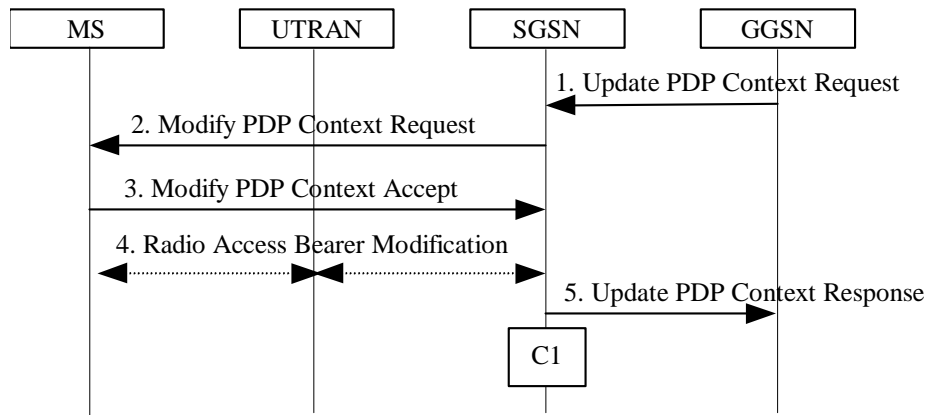 MS UTRAN SGSN GGSN
1. Update PDP Context Request
2. Modify PDP Context Request
3. Modify PDP Context Accept
4. Radio Access Bearer Modification
5. Update PDP Context Response
C1